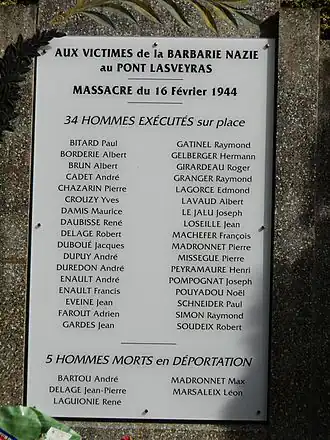 AUX VICTIMES de la BARBARIE NAZIE
au PONT LASVEYRAS
MASSACRE du 16 Février 1944
34 HOMMES EXÉCUTÉS sur place
BITARD Paul
BORDERIE Albert
BRUN Albert
CADET André
CHAZARIN Pierre
CROUZY Yves
DAMIS Maurice
DAUBISSE René
DELAGE Robert
DUBOUÉ Jacques
DUPUY André
DUREDON André
ENAULT André
ENAULT Francis
EVEINE Jean
FAROUT Adrien
GARDES Jean
GATINEL Raymond
GELBERGER Hermann
GIRARDEAU Roger
GRANGER Raymond
LAGORCE Edmond
LAVAUD Albert
LE JALU Joseph
LOSEILLE Jean
MACHEFER François
MADRONNET Pierre
MISSEGUE Pierre
PEYRAMAURE Henri
POMPOGNAT Joseph
POUYADOU Noël
SCHNEIDER Paul
SIMON Raymond
SOUDEIX Robert
5 HOMMES MORTS en DÉPORTATION
BARTOU André
DELAGE Jean-Pierre
LAGUIONIE René
MADRONNET Max
MARSALEIX Léon